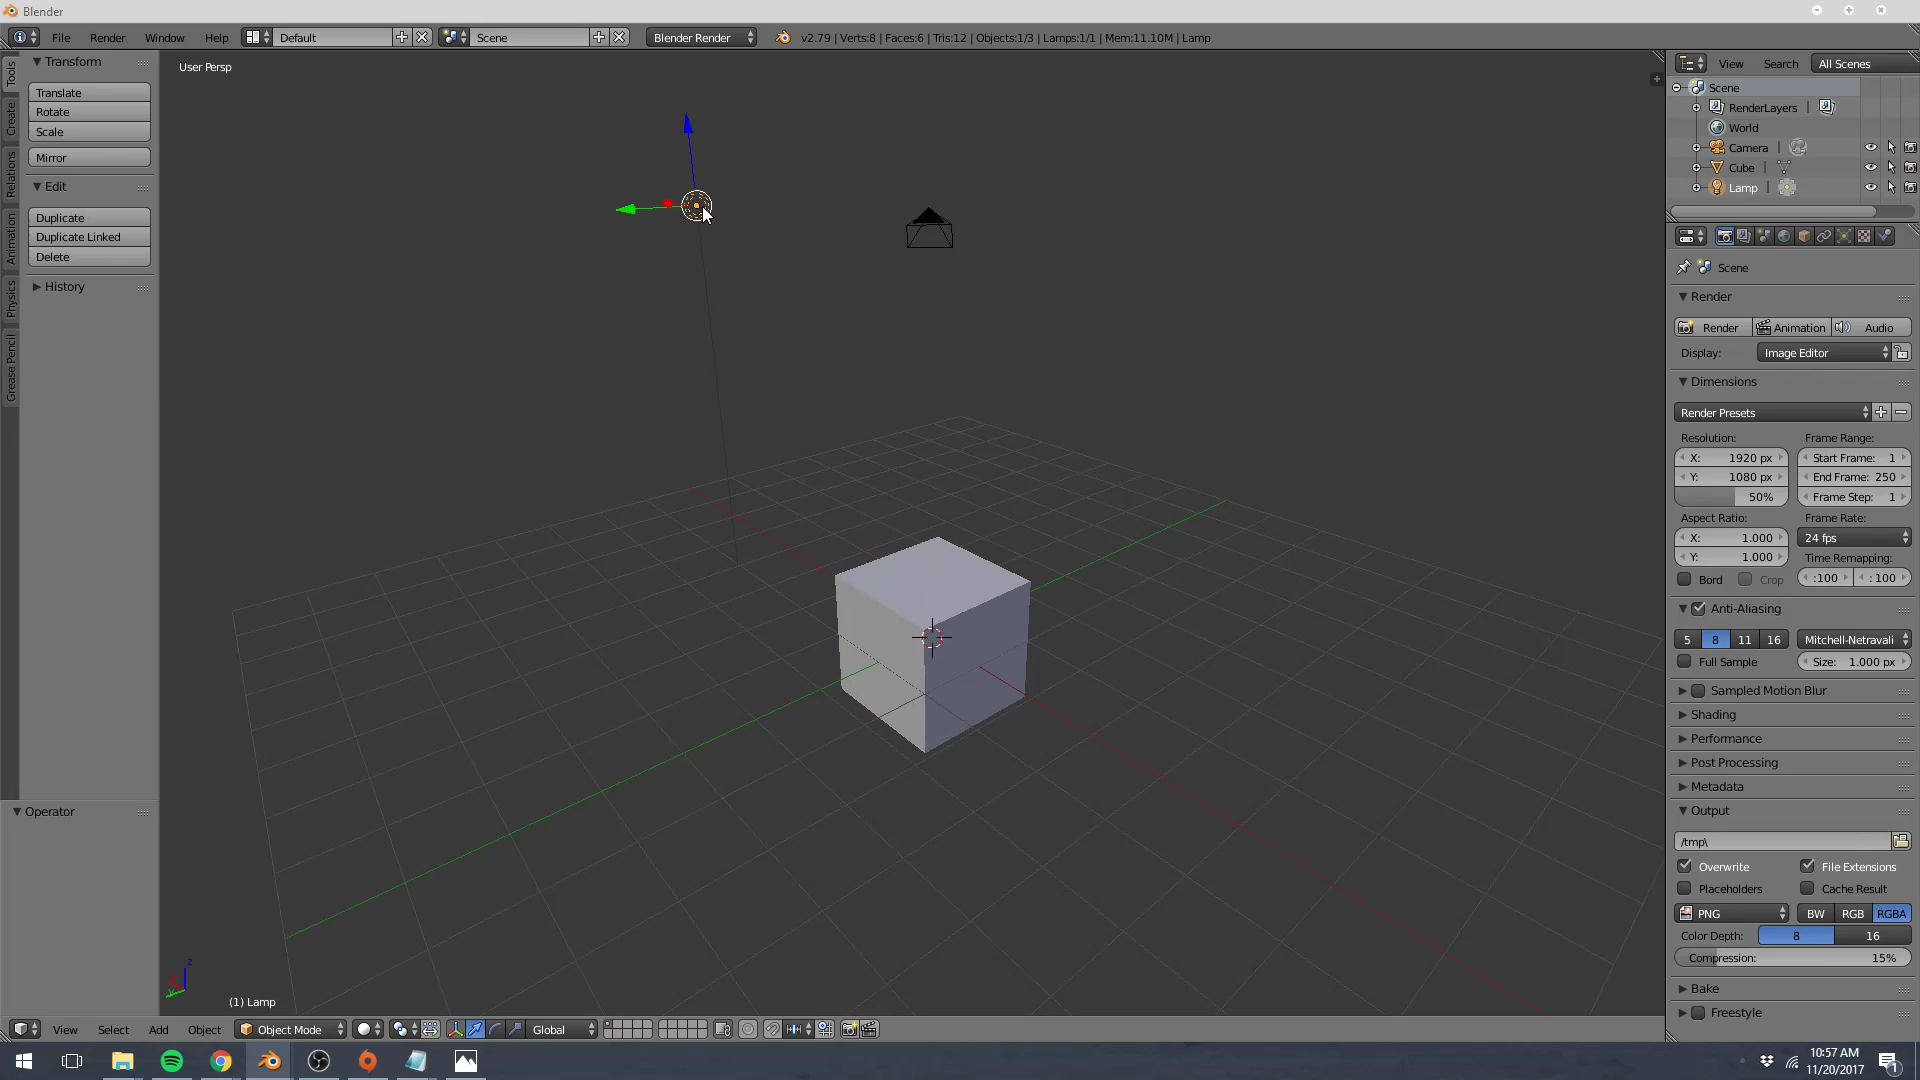 Blender
File Render Window Help Default Scene Blender Render v2.79 | Verts:8 | Faces:6 | Tris:12 | Objects:1/3 | Lamps:1/1 | Mem:11.10M | Lamp
Tools
Create
Relations
Animation
Physics
Grease Pencil
Transform
Translate
Rotate
Scale
Mirror
Edit
Duplicate
Duplicate Linked
Delete
History
Operator
User Persp
z
y
(1) Lamp
View Select Add Object Object Mode Global
View Search All Scenes
Scene
RenderLayers |
World
Camera |
Cube |
Lamp |
Scene
Render
Render Animation Audio
Display: Image Editor
Dimensions
Render Presets
Resolution: Frame Range:
X: 1920 px Start Frame: 1
Y: 1080 px End Frame: 250
50% Frame Step: 1
Aspect Ratio: Frame Rate:
X: 1.000 24 fps
Y: 1.000 Time Remapping:
Bord Crop :100 : 100
Anti-Aliasing
5 8 11 16 Mitchell-Netravali
Full Sample Size: 1.000 px
Sampled Motion Blur
Shading
Performance
Post Processing
Metadata
Output
/tmp\
Overwrite File Extensions
Placeholders Cache Result
PNG BW RGB RGBA
Color Depth: 8 16
Compression: 15%
Bake
Freestyle
10:57 AM
11/20/2017
1